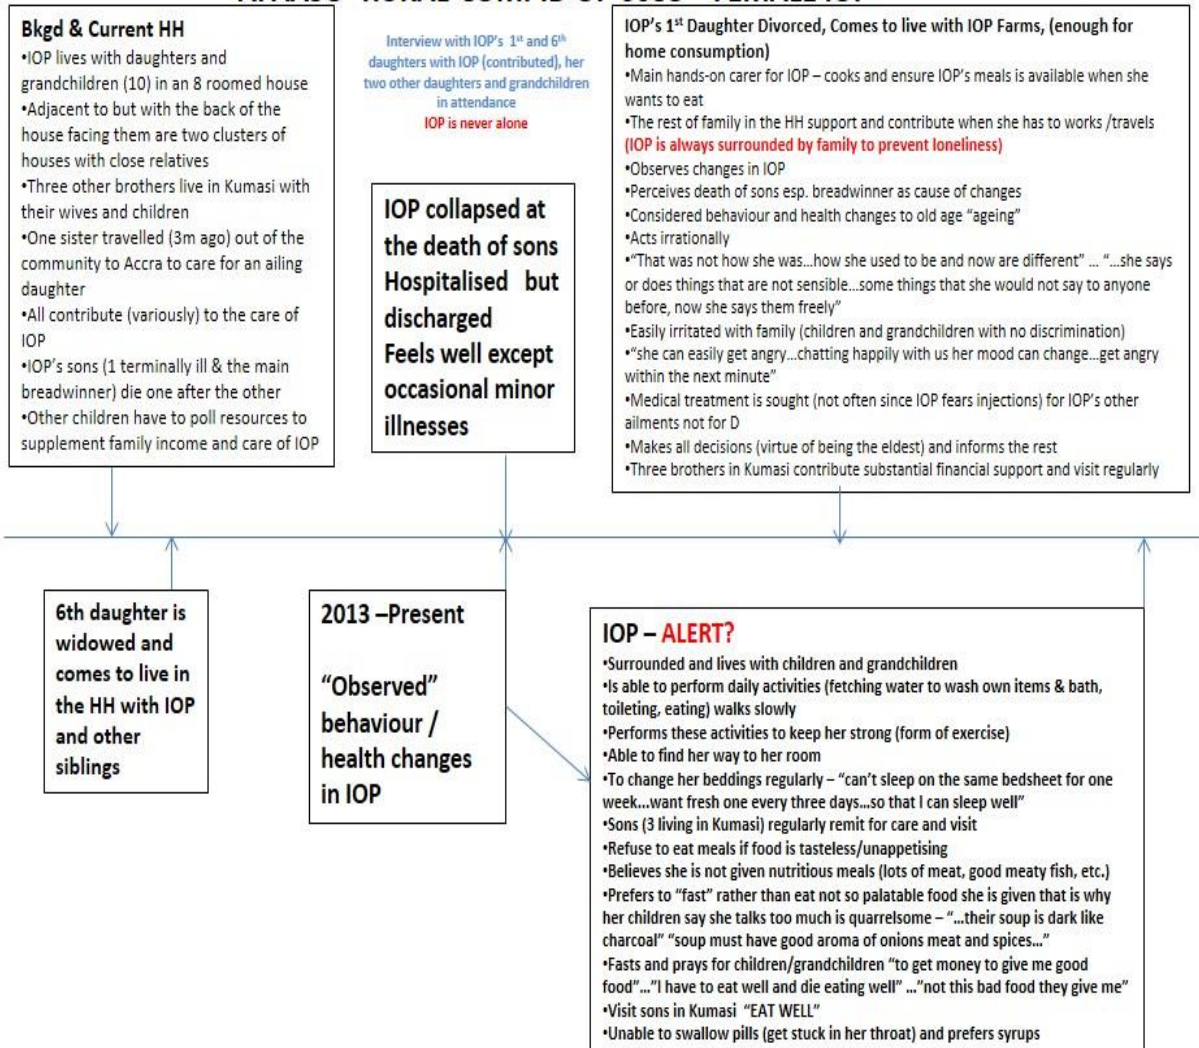 Bkgd & Current HH
•IOP lives with daughters and
grandchildren (10) in an 8 roomed house
•Adjacent to but with the back of the
house facing them are two clusters of
houses with close relatives
•Three other brothers live in Kumasi with
their wives and children
•One sister travelled (3m ago) out of the
community to Accra to care for an ailing
daughter
•All contribute (variously) to the care of
IOP
•IOP's sons (1 terminally ill & the main
breadwinner) die one after the other
•Other children have to poll resources to
supplement family income and care of IOP
Interview with IOP's 1st and 6th
daughters with IOP (contributed), her
two other daughters and grandchildren
in attendance
IOP is never alone
IOP collapsed at
the death of sons
Hospitalised but
discharged
Feels well except
occasional minor
illnesses
IOP's 1st Daughter Divorced, Comes to live with IOP Farms, (enough for
home consumption)
•Main hands-on carer for IOP – cooks and ensure IOP's meals is available when she
wants to eat
•The rest of family in the HH support and contribute when she has to works /travels
(IOP is always surrounded by family to prevent loneliness)
•Observes changes in IOP
•Perceives death of sons esp. breadwinner as cause of changes
•Considered behaviour and health changes to old age "ageing"
•Acts irrationally
•"That was not how she was...how she used to be and now are different" ... "...she says
or does things that are not sensible...some things that she would not say to anyone
before, now she says them freely"
•Easily irritated with family (children and grandchildren with no discrimination)
•"she can easily get angry...chatting happily with us her mood can change...get angry
within the next minute"
•Medical treatment is sought (not often since IOP fears injections) for IOP's other
ailments not for D
•Makes all decisions (virtue of being the eldest) and informs the rest
•Three brothers in Kumasi contribute substantial financial support and visit regularly
6th daughter is
widowed and
comes to live in
the HH with IOP
and other
siblings
2013 –Present
"Observed"
behaviour /
health changes
in IOP
IOP – ALERT?
•Surrounded and lives with children and grandchildren
•Is able to perform daily activities (fetching water to wash own items & bath,
toileting, eating) walks slowly
•Performs these activities to keep her strong (form of exercise)
•Able to find her way to her room
•To change her beddings regularly – "can't sleep on the same bedsheet for one
week...want fresh one every three days...so that I can sleep well"
•Sons (3 living in Kumasi) regularly remit for care and visit
•Refuse to eat meals if food is tasteless/unappetising
•Believes she is not given nutritious meals (lots of meat, good meaty fish, etc.)
•Prefers to "fast" rather than eat not so palatable food she is given that is why
her children say she talks too much is quarrelsome – "...their soup is dark like
charcoal" "soup must have good aroma of onions meat and spices..."
•Fasts and prays for children/grandchildren "to get money to give me good
food"..."I have to eat well and die eating well" ..."not this bad food they give me"
•Visit sons in Kumasi "EAT WELL"
•Unable to swallow pills (get stuck in her throat) and prefers syrups